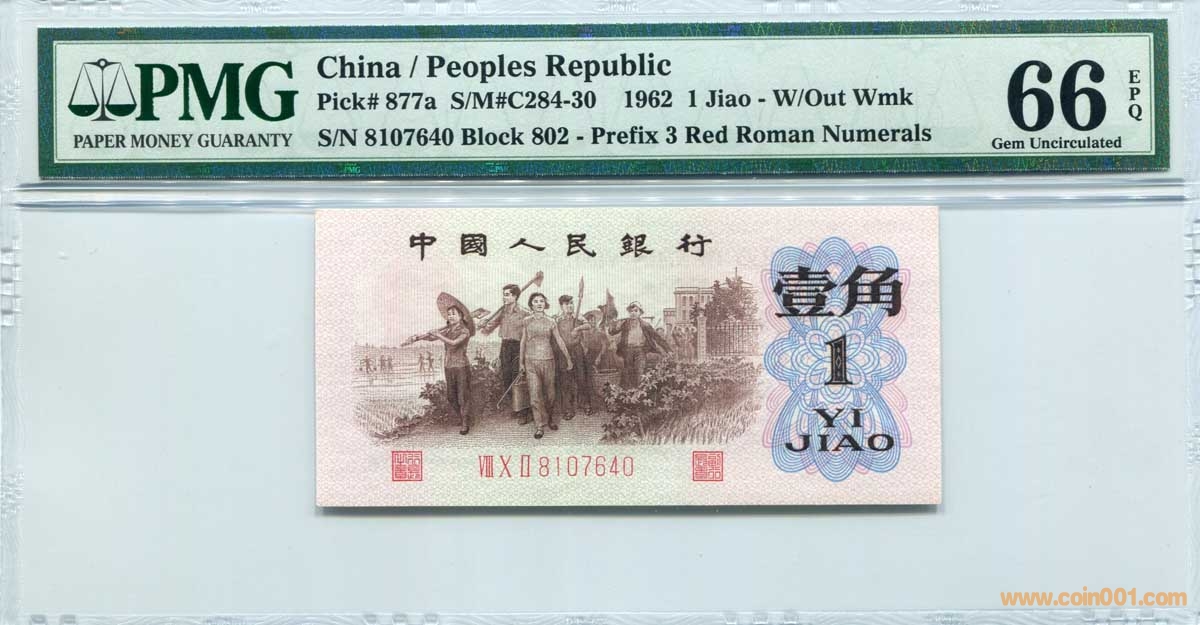 PMG
PAPER MONEY GUARANTY
China / Peoples Republic
Pick# 877a S/M#C284-30 1962 1 Jiao - W/Out Wmk
S/N 8107640 Block 802 - Prefix 3 Red Roman Numerals
66
EPQ
Gem Uncirculated
中國人民銀行
壹角
1
YI
JIAO
VIII X II 8107640
www.coin001.com